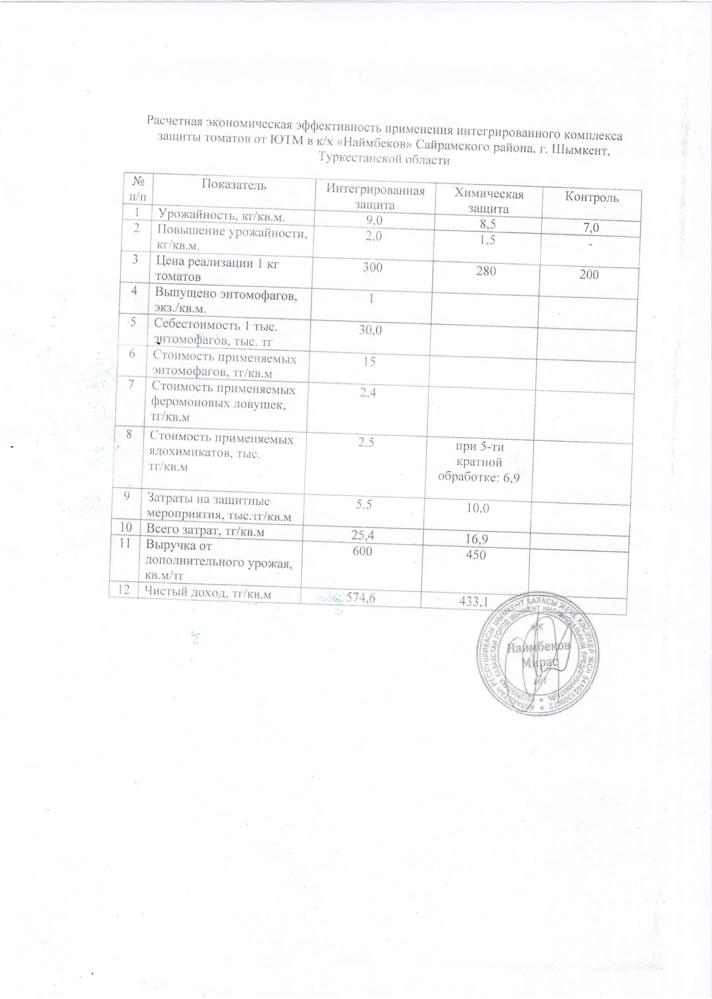 Расчетная экономическая эффективность применения интегрированного комплекса
защиты томатов от ЮТМ в к/х «Наймбеков» Сайрамского района, г. Шымкент,
Туркестанской области
№ п/п Показатель Интегрированная защита Химическая защита Контроль
1 Урожайность, кг/кв.м. 9,0 8,5 7,0
2 Повышение урожайности, 2,0 1,5 -
кг/кв.м.
3 Цена реализации 1 кг 300 280 200
томатов
4 Выпущено энтомофагов, 1
экз./кв.м.
5 Себестоимость 1 тыс. 30,0
энтомофагов, тыс. тг
6 Стоимость применяемых 15
энтомофагов, тг/кв.м
7 Стоимость применяемых 2,4
феромоновых ловушек,
тг/кв.м
8 Стоимость применяемых 2,5 при 5-ти
ядохимикатов, тыс. кратной
тг/кв.м обработке: 6,9
9 Затраты на защитные 5,5 10,0
мероприятия, тыс.тг/кв.м
10 Всего затрат, тг/кв.м 25,4 16,9
11 Выручка от 600 450
дополнительного урожая,
кв.м/тг
12 Чистый доход, тг/кв.м 574,6 433,1
ҚАЗАҚСТАН РЕСПУБЛИКАСЫ ШЫМКЕНТ ҚАЛАСЫ ЖЕКЕ КӘСІПКЕР ЖСН 941021300072
РЕСПУБЛИКА КАЗАХСТАН ГОРОД ШЫМКЕНТ ИНДИВИДУАЛЬНЫЙ ПРЕДПРИНИМАТЕЛЬ
ЖК
Наймбеков
Мирас
ИП